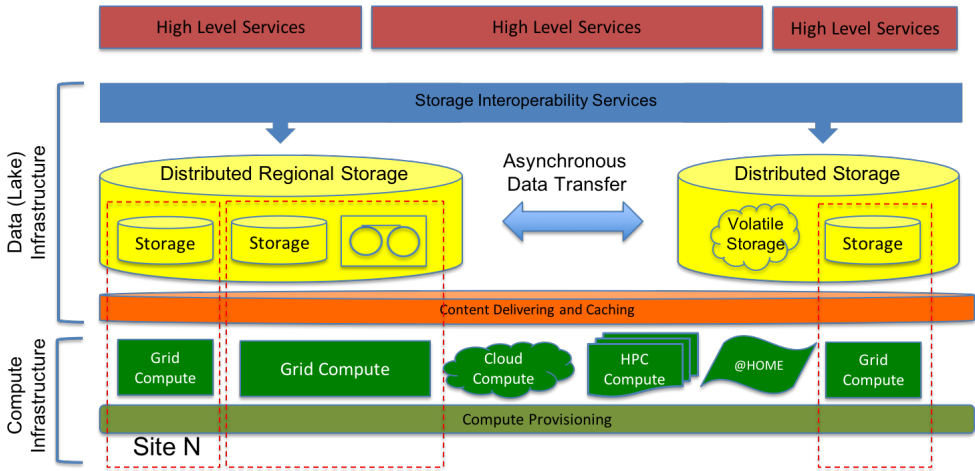 High Level Services
High Level Services
High Level Services
Data (Lake)
Infrastructure
Storage Interoperability Services
Distributed Regional Storage
Asynchronous
Data Transfer
Distributed Storage
Storage
Storage
Volatile
Storage
Storage
Content Delivering and Caching
Compute
Infrastructure
Grid
Compute
Grid Compute
Cloud
Compute
HPC
Compute
@HOME
Grid
Compute
Compute Provisioning
Site N